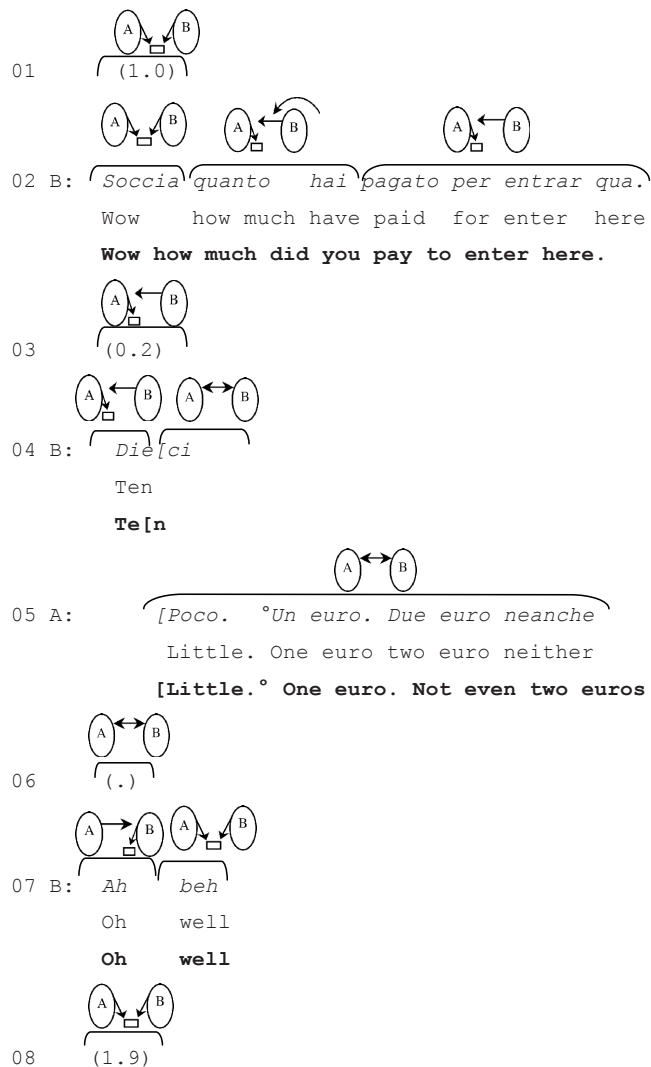 A B
01 (1.0)
A B A B A B
02 B: Soccia quanto hai pagato per entrar qua.
Wow how much have paid for enter here
Wow how much did you pay to enter here.
A B
03 (0.2)
A B A B
04 B: Die[ci
Ten
Te[n
A B
05 A: [Poco. °Un euro. Due euro neanche
Little. One euro two euro neither
[Little.° One euro. Not even two euros
A B
06 (.)
A B A B
07 B: Ah beh
Oh well
Oh well
A B
08 (1.9)